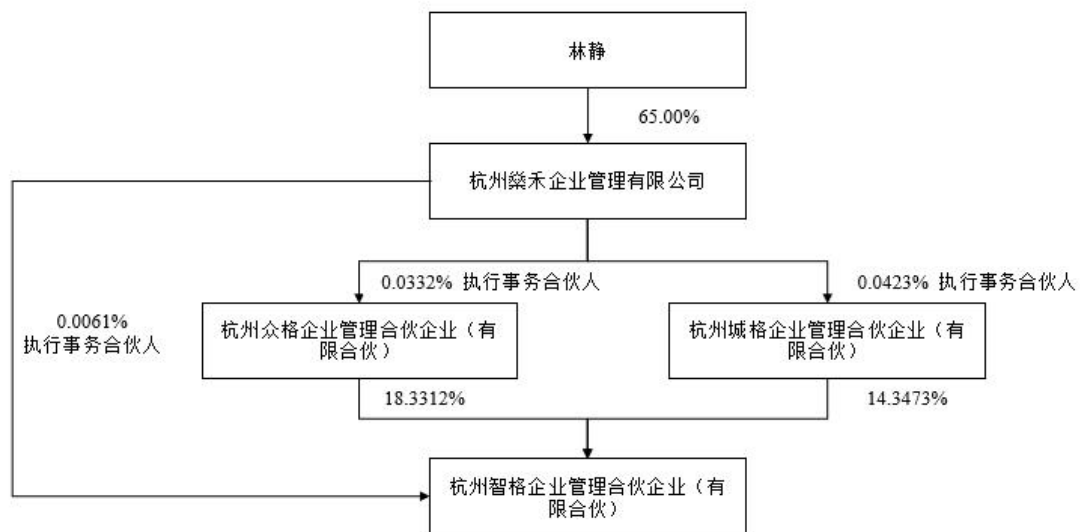 林静
65.00%
杭州燊禾企业管理有限公司
0.0332% 执行事务合伙人
0.0423% 执行事务合伙人
0.0061%
执行事务合伙人
杭州众格企业管理合伙企业（有
限合伙）
杭州城格企业管理合伙企业（有
限合伙）
18.3312%
14.3473%
杭州智格企业管理合伙企业（有
限合伙）